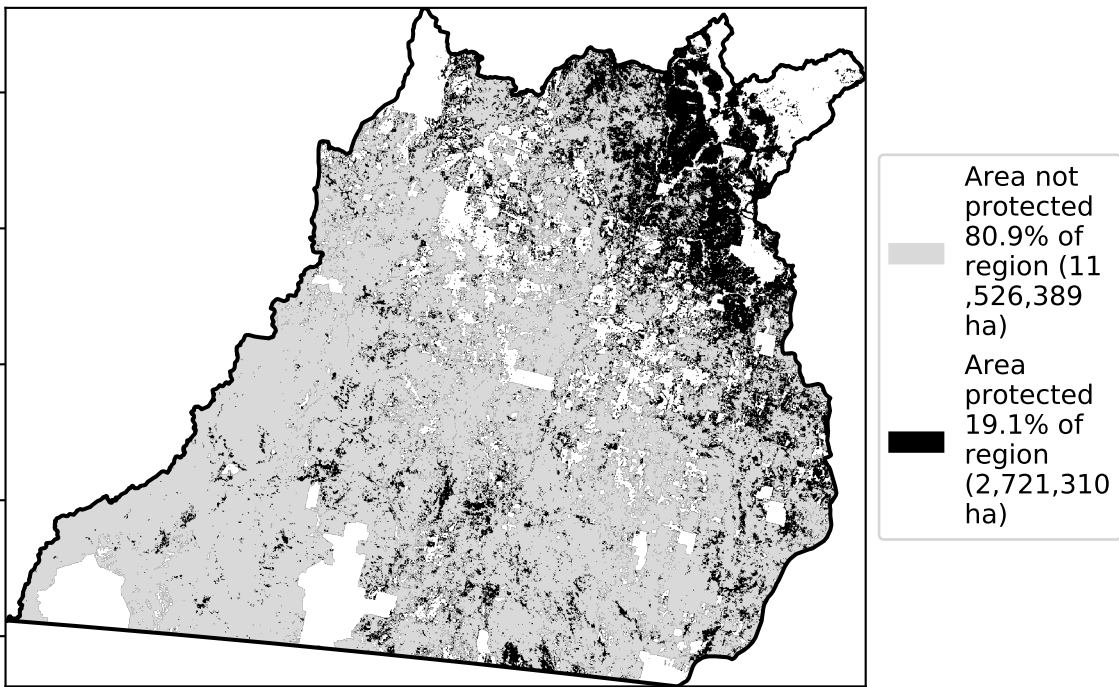 Area not
protected
80.9% of
region (11
,526,389
ha)
Area
protected
19.1% of
region
(2,721,310
ha)